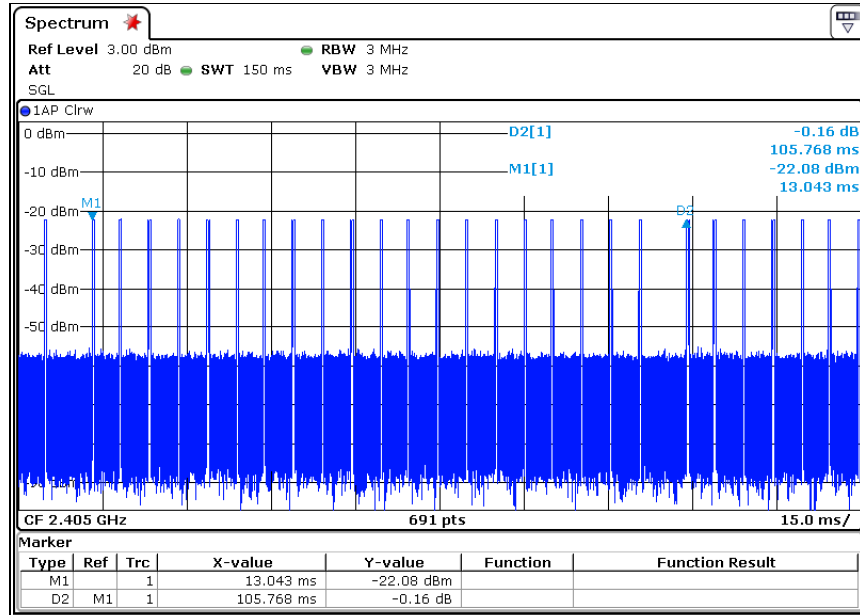 Spectrum
Ref Level 3.00 dBm RBW 3 MHz
Att 20 dB SWT 150 ms VBW 3 MHz
SGL
1AP Clrw
0 dBm D2[1] -0.16 dB
105.768 ms
-10 dBm M1[1] -22.08 dBm
13.043 ms
-20 dBm M1 D2
-30 dBm
-40 dBm
-50 dBm
CF 2.405 GHz 691 pts 15.0 ms/
Marker
Type Ref Trc X-value Y-value Function Function Result
M1 1 13.043 ms -22.08 dBm
D2 M1 1 105.768 ms -0.16 dB